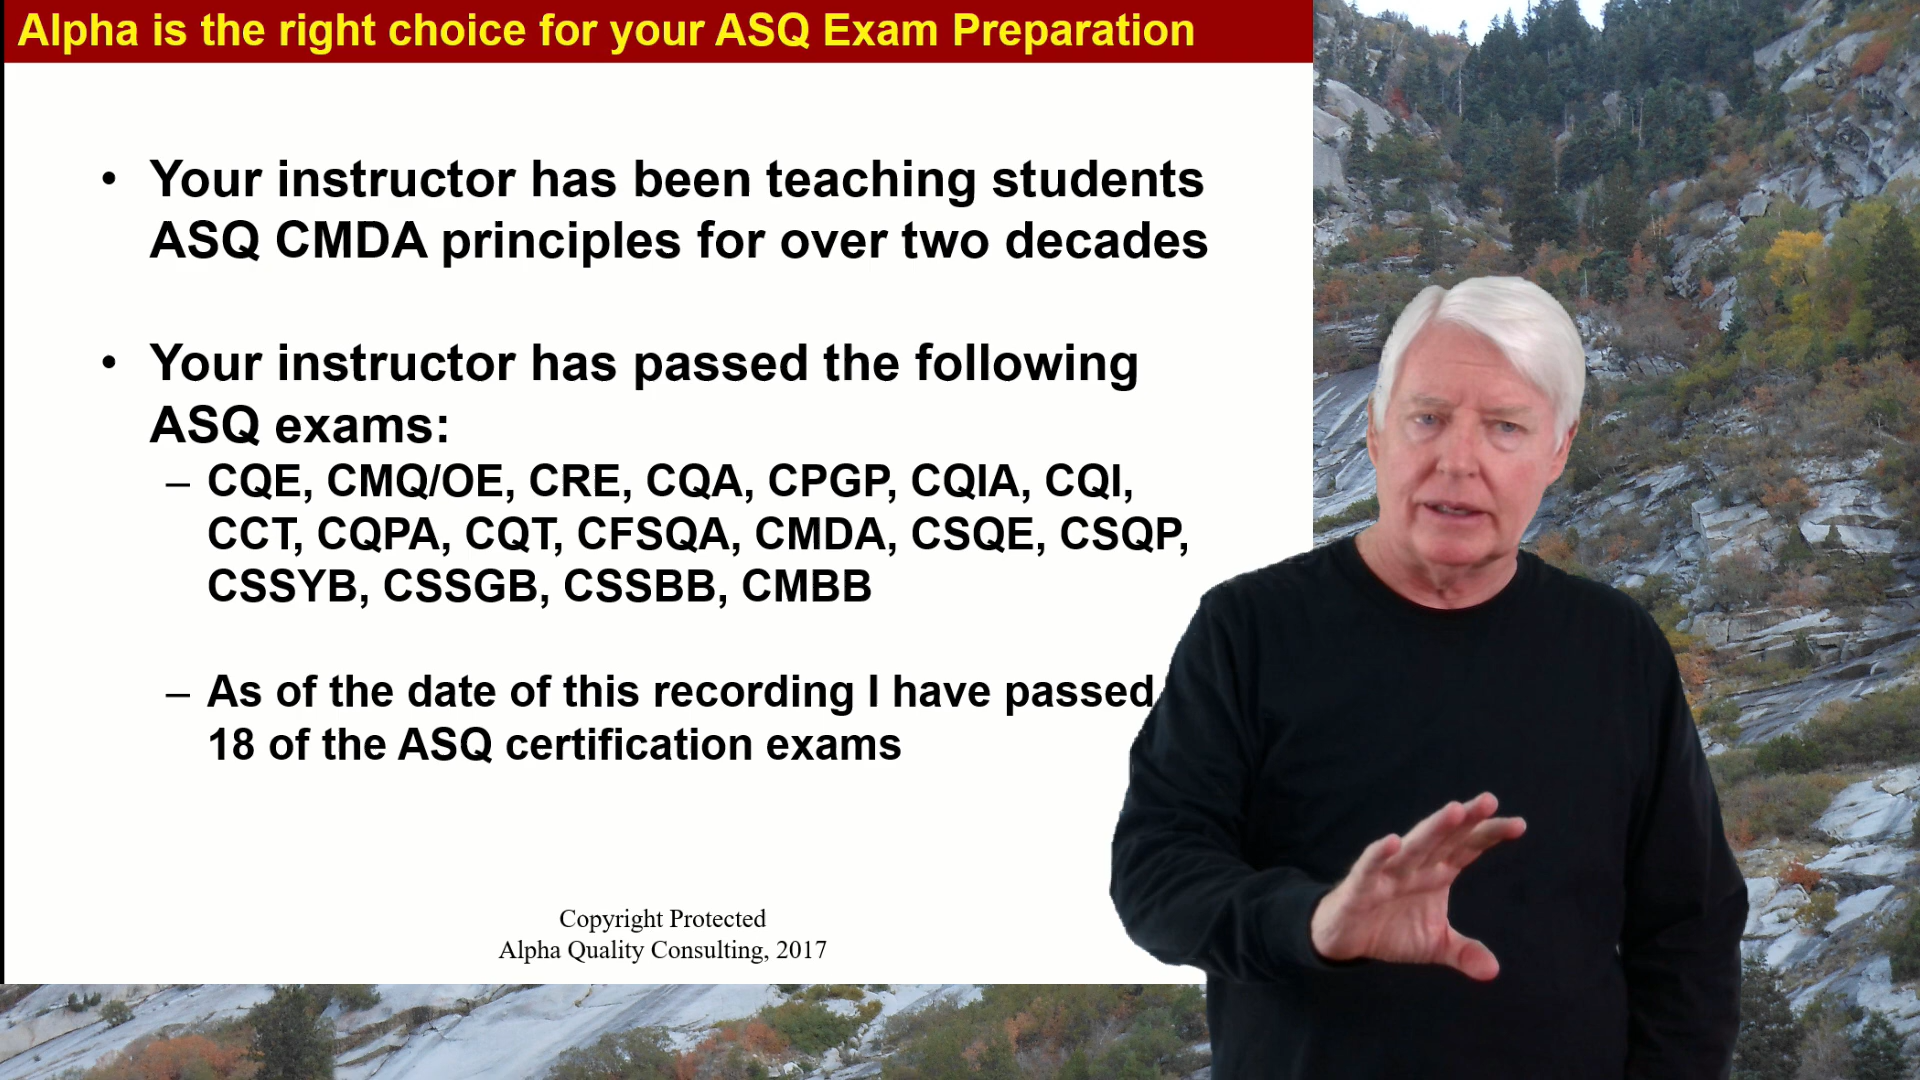 Alpha is the right choice for your ASQ Exam Preparation
• Your instructor has been teaching students
ASQ CMDA principles for over two decades
• Your instructor has passed the following
ASQ exams:
– CQE, CMQ/OE, CRE, CQA, CPGP, CQIA, CQI,
CCT, CQPA, CQT, CFSQA, CMDA, CSQE, CSQP,
CSSYB, CSSGB, CSSBB, CMBB
– As of the date of this recording I have passed
18 of the ASQ certification exams
Copyright Protected
Alpha Quality Consulting, 2017